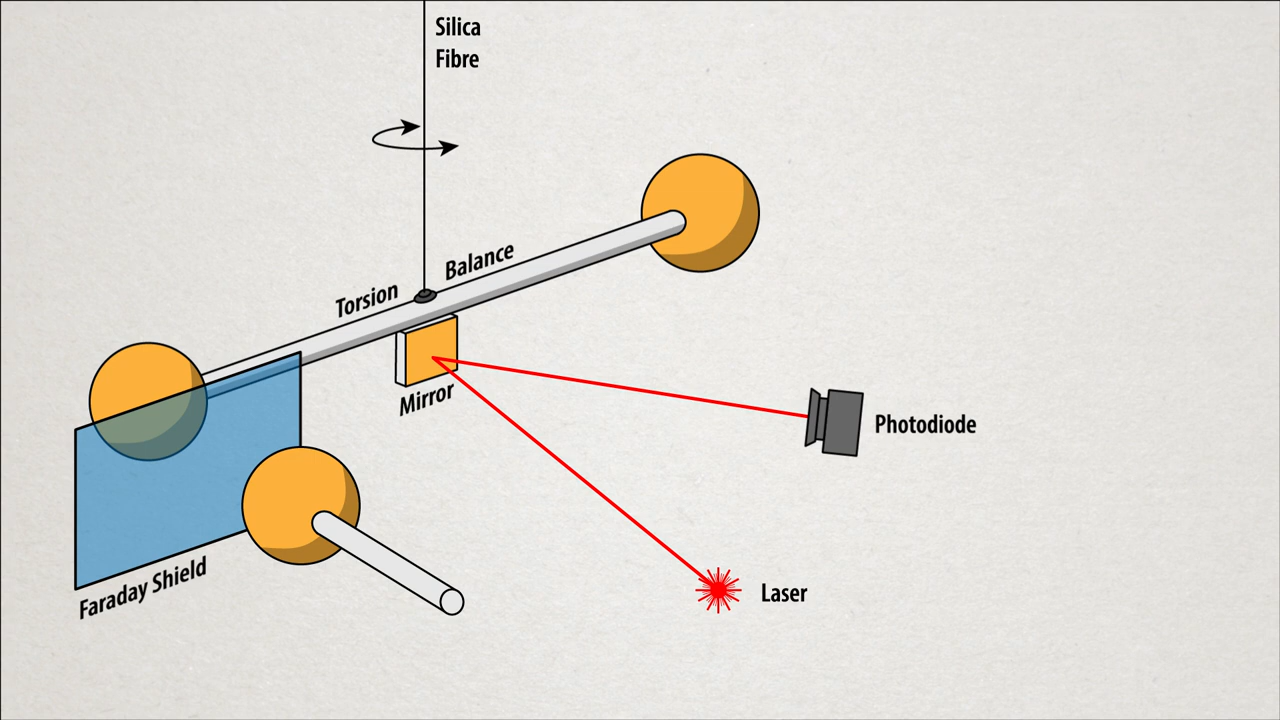 Silica
Fibre
Torsion Balance
Mirror
Photodiode
Laser
Faraday Shield